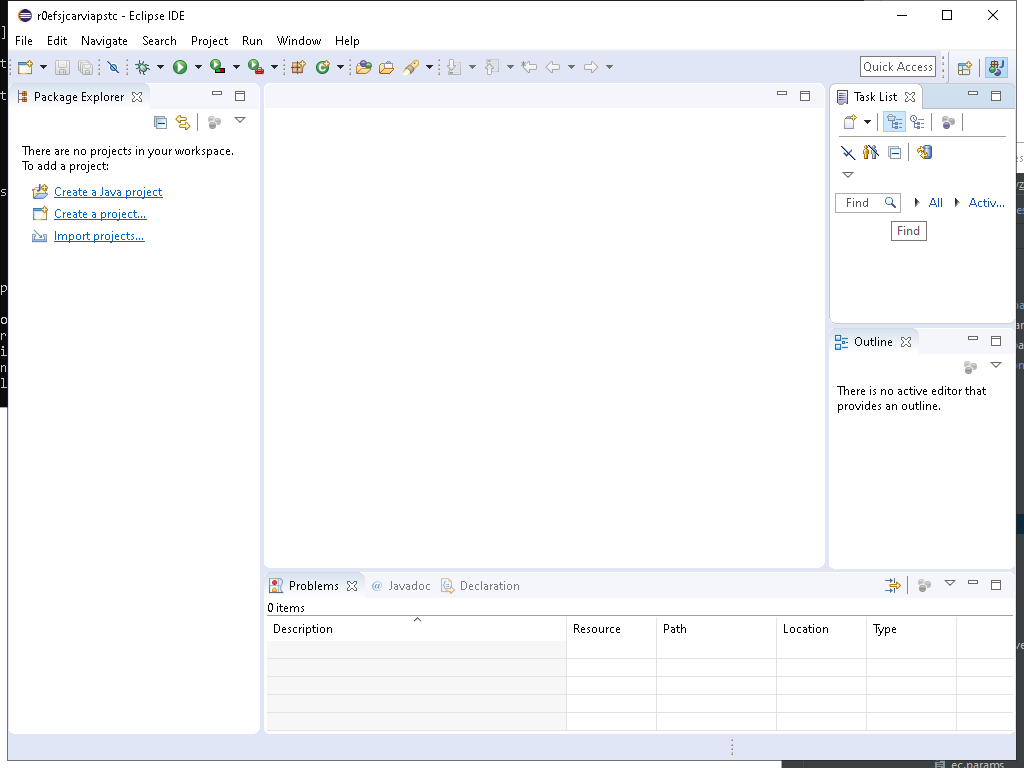 r0efsjcarviapstc - Eclipse IDE
File Edit Navigate Search Project Run Window Help
Quick Access
Package Explorer
Task List
There are no projects in your workspace.
To add a project:
Create a Java project
Create a project...
Import projects...
Find All Activ...
Find
Outline
There is no active editor that
provides an outline.
Problems @ Javadoc Declaration
0 items
Description Resource Path Location Type
ec.params